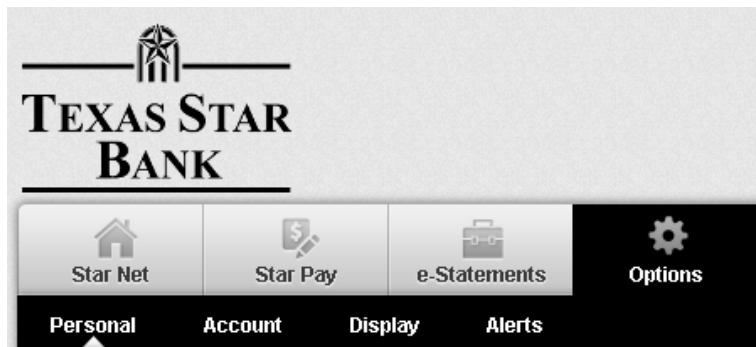 TEXAS STAR
BANK
Star Net Star Pay e-Statements Options
Personal Account Display Alerts